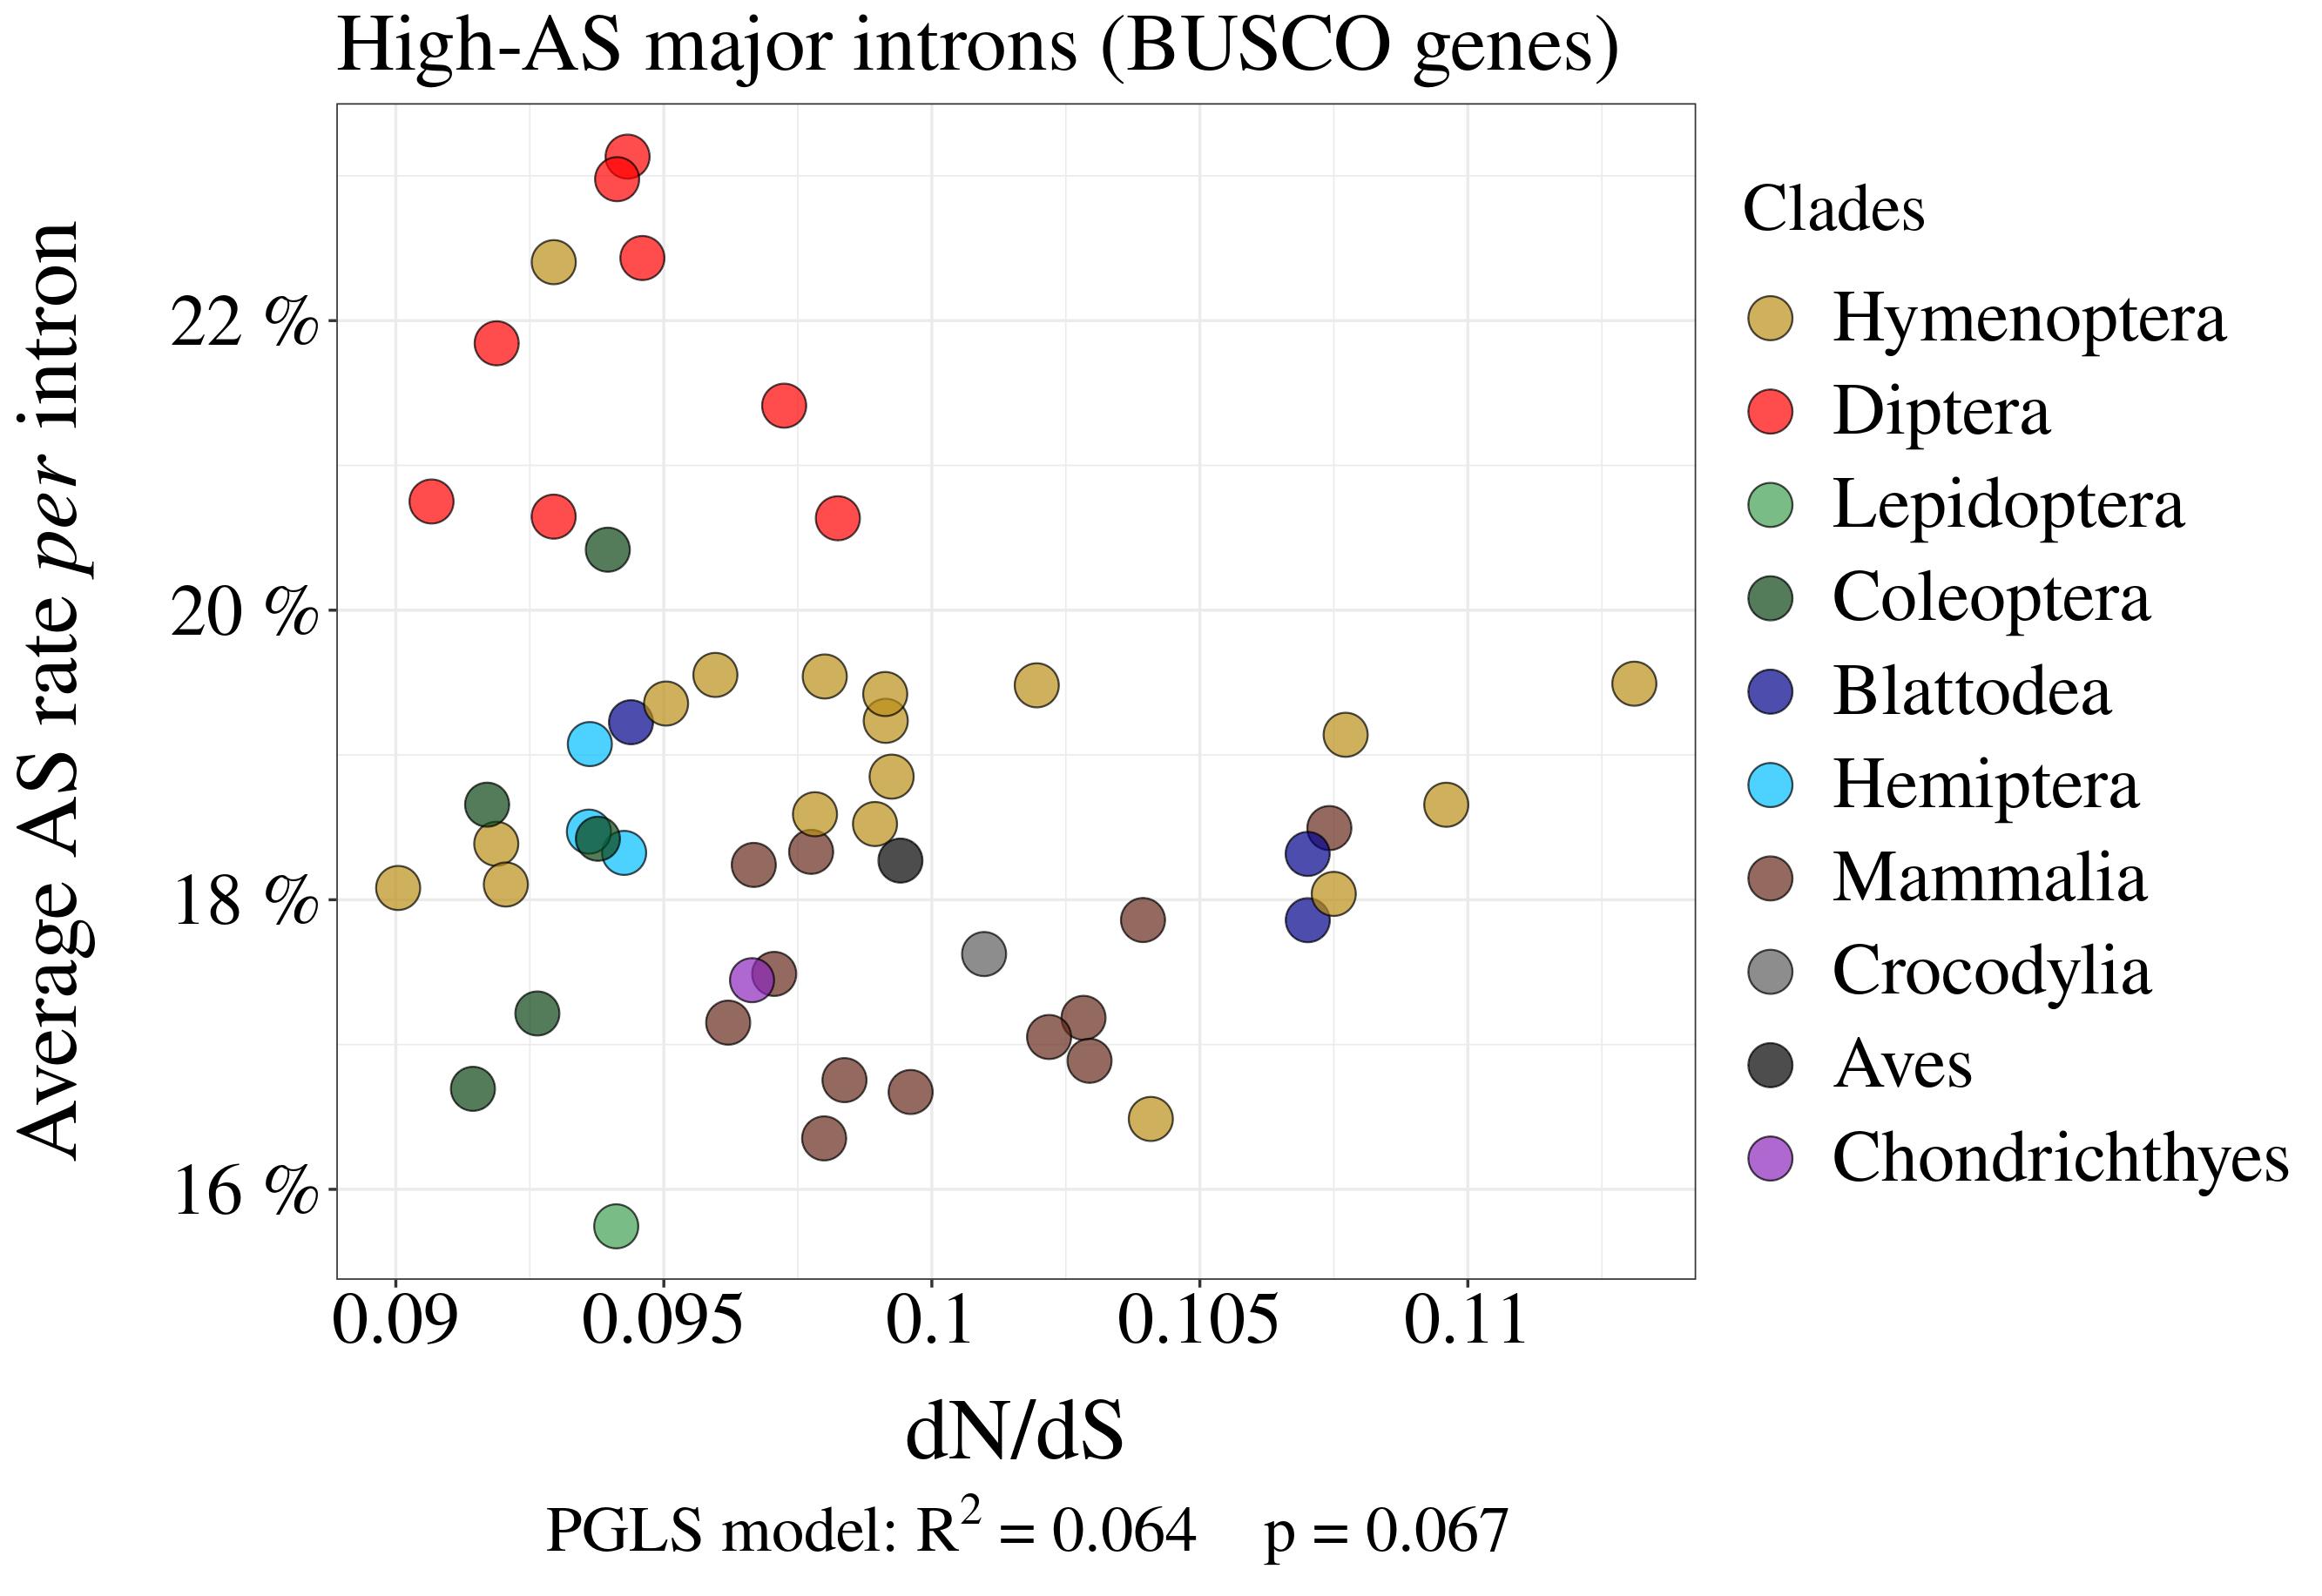 High-AS major introns (BUSCO genes)
Average AS rate per intron
22 %
20 %
18 %
16 %
0.09 0.095 0.1 0.105 0.11
dN/dS
PGLS model: R² = 0.064 p = 0.067
Clades
Hymenoptera
Diptera
Lepidoptera
Coleoptera
Blattodea
Hemiptera
Mammalia
Crocodylia
Aves
Chondrichthyes